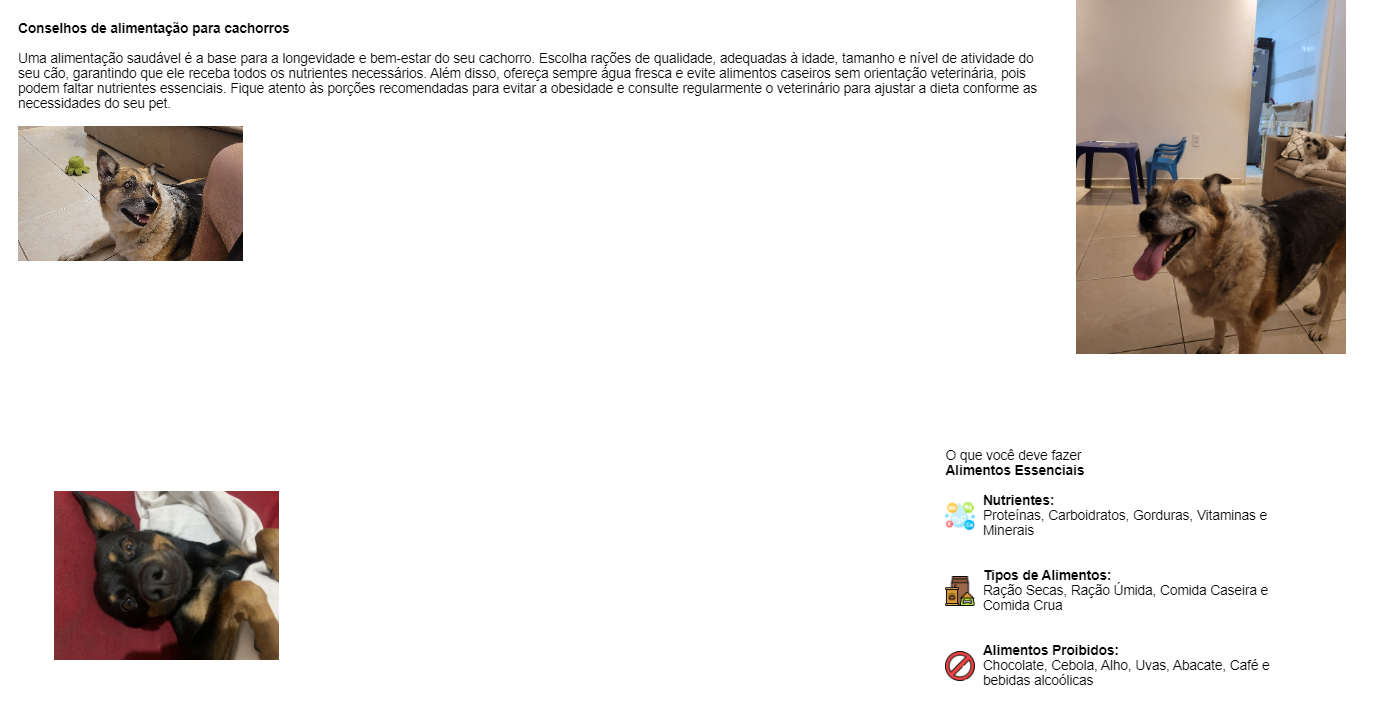 Conselhos de alimentação para cachorros
Uma alimentação saudável é a base para a longevidade e bem-estar do seu cachorro. Escolha rações de qualidade, adequadas à idade, tamanho e nível de atividade do
seu cão, garantindo que ele receba todos os nutrientes necessários. Além disso, ofereça sempre água fresca e evite alimentos caseiros sem orientação veterinária, pois
podem faltar nutrientes essenciais. Fique atento às porções recomendadas para evitar a obesidade e consulte regularmente o veterinário para ajustar a dieta conforme as
necessidades do seu pet.
O que você deve fazer
Alimentos Essenciais
Nutrientes:
Proteínas, Carboidratos, Gorduras, Vitaminas e
Minerais
Tipos de Alimentos:
Ração Secas, Ração Úmida, Comida Caseira e
Comida Crua
Alimentos Proibidos:
Chocolate, Cebola, Alho, Uvas, Abacate, Café e
bebidas alcoólicas